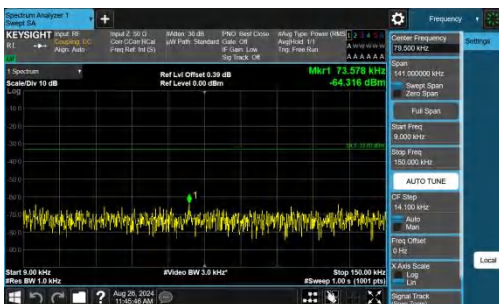 Spectrum Analyzer 1
Swept SA
Frequency
KEYSIGHT
Input: RF
Coupling: DC
Align: Auto
Input Z: 50 Ω
Corr CCorr RCal
Freq Ref: Int (S)
#Atten: 30 dB
µW Path: Standard
PNO: Best Close
Gate: Off
IF Gain: Low
Sig Track: Off
#Avg Type: Power (RMS)
Avg|Hold: 1/1
Trig: Free Run
1 Spectrum
Scale/Div 10 dB
Log
Ref Lvl Offset 0.39 dB
Ref Level 0.00 dBm
Mkr1 73.578 kHz
-64.316 dBm
1
Start 9.00 kHz
#Res BW 1.0 kHz
#Video BW 3.0 kHz*
Stop 150.00 kHz
#Sweep 1.00 s (1001 pts)
Aug 26, 2024
11:45:46 AM
Center Frequency
79.500 kHz
Settings
Span
141.000000 kHz
Swept Span
Zero Span
Full Span
Start Freq
9.000 kHz
Stop Freq
150.000 kHz
AUTO TUNE
CF Step
14.100 kHz
Auto
Man
Freq Offset
0 Hz
X Axis Scale
Log
Lin
Local
Signal Track